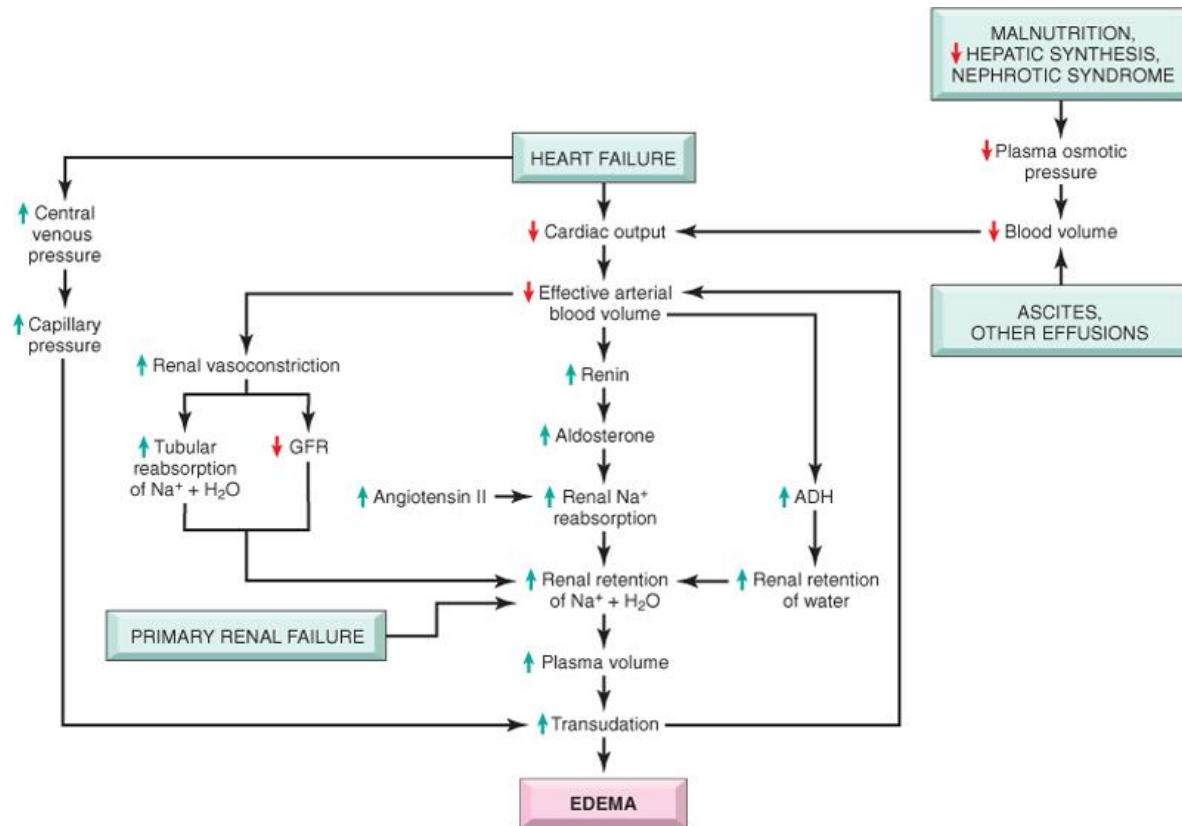 MALNUTRITION,
HEPATIC SYNTHESIS,
NEPHROTIC SYNDROME
HEART FAILURE
Plasma osmotic
pressure
Central
venous
pressure
Cardiac output
Blood volume
Effective arterial
blood volume
ASCITES,
OTHER EFFUSIONS
Capillary
pressure
Renal vasoconstriction
Renin
Tubular
reabsorption
of Na⁺ + H₂O
GFR
Aldosterone
Angiotensin II
Renal Na⁺
reabsorption
ADH
Renal retention
of Na⁺ + H₂O
Renal retention
of water
PRIMARY RENAL FAILURE
Plasma volume
Transudation
EDEMA